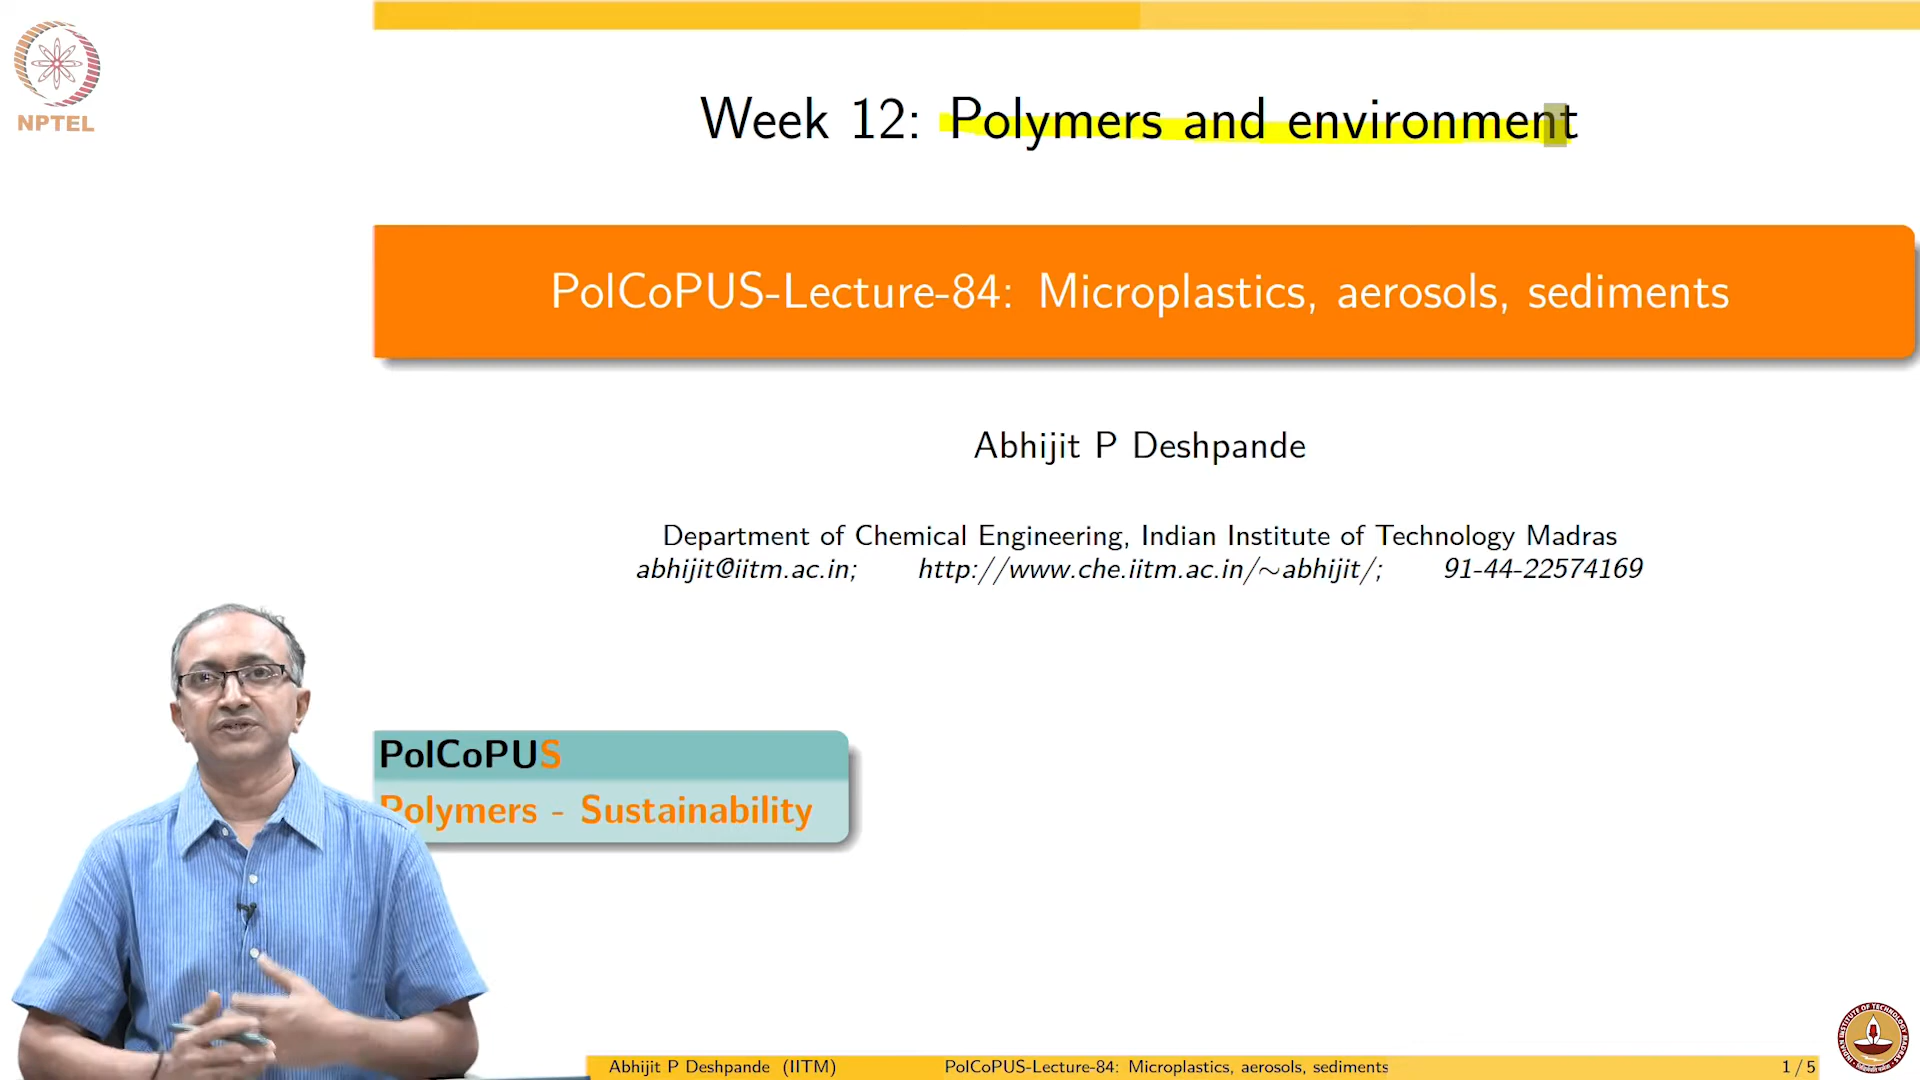 NPTEL
Week 12: Polymers and environment
PolCoPUS-Lecture-84: Microplastics, aerosols, sediments
Abhijit P Deshpande
Department of Chemical Engineering, Indian Institute of Technology Madras
abhijit@iitm.ac.in; http://www.che.iitm.ac.in/~abhijit/; 91-44-22574169
PolCoPUS
Polymers - Sustainability
Abhijit P Deshpande (IITM) PolCoPUS-Lecture-84: Microplastics, aerosols, sediments 1 / 5